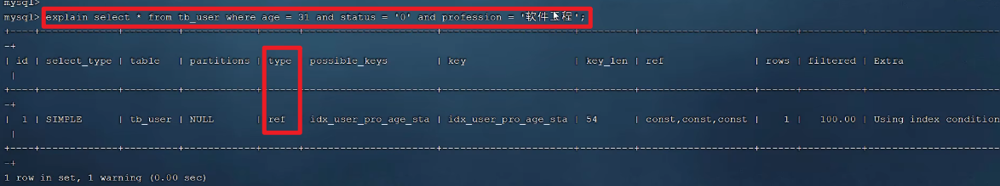 mysql>
mysql> explain select * from tb_user where age = 31 and status = '0' and profession = '软件工程';
+----+-------------+---------+------------+------+----------------------+----------------------+---------+-------------------+------+----------+-----------------------
-+
| id | select_type | table | partitions | type | possible_keys | key | key_len | ref | rows | filtered | Extra
|
+----+-------------+---------+------------+------+----------------------+----------------------+---------+-------------------+------+----------+-----------------------
-+
| 1 | SIMPLE | tb_user | NULL | ref | idx_user_pro_age_sta | idx_user_pro_age_sta | 54 | const,const,const | 1 | 100.00 | Using index condition
|
+----+-------------+---------+------------+------+----------------------+----------------------+---------+-------------------+------+----------+-----------------------
-+
1 row in set, 1 warning (0.00 sec)